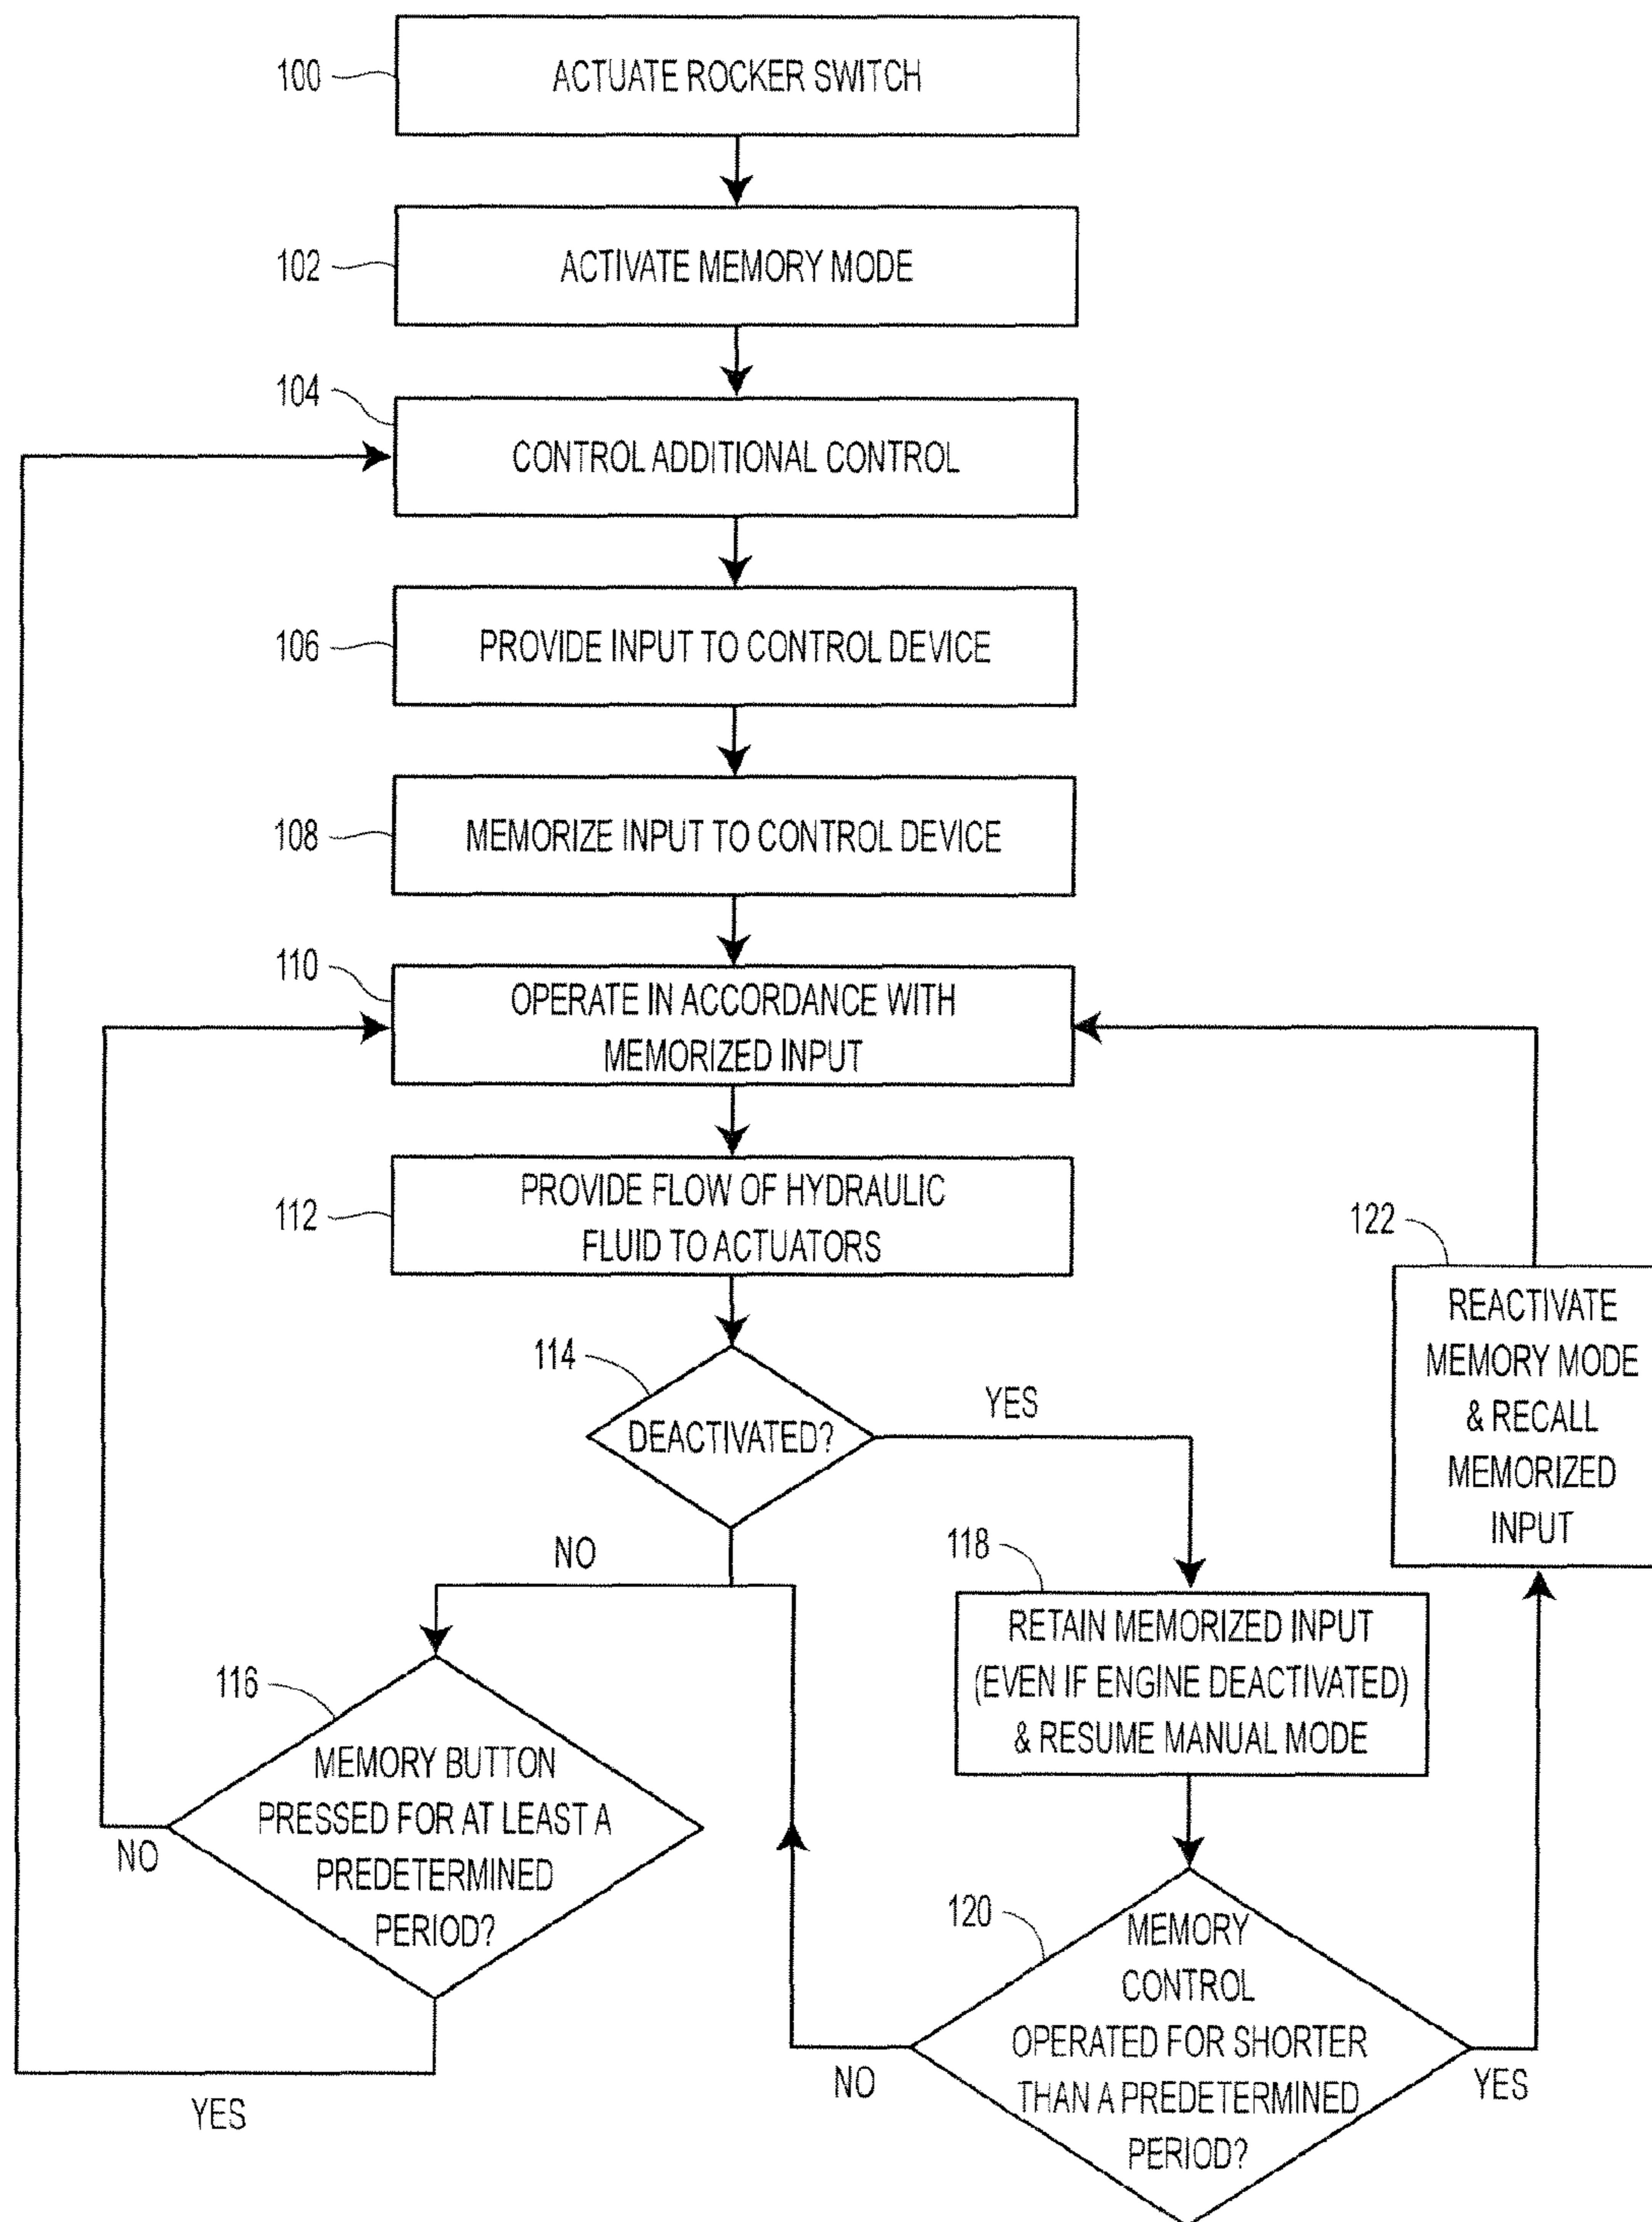 100
ACTUATE ROCKER SWITCH
102
ACTIVATE MEMORY MODE
104
CONTROL ADDITIONAL CONTROL
106
PROVIDE INPUT TO CONTROL DEVICE
108
MEMORIZE INPUT TO CONTROL DEVICE
110
OPERATE IN ACCORDANCE WITH
MEMORIZED INPUT
112
PROVIDE FLOW OF HYDRAULIC
FLUID TO ACTUATORS
114
DEACTIVATED?
YES
NO
122
REACTIVATE
MEMORY MODE
& RECALL
MEMORIZED
INPUT
116
MEMORY BUTTON
PRESSED FOR AT LEAST A
PREDETERMINED
PERIOD?
NO
YES
118
RETAIN MEMORIZED INPUT
(EVEN IF ENGINE DEACTIVATED)
& RESUME MANUAL MODE
120
MEMORY
CONTROL
OPERATED FOR SHORTER
THAN A PREDETERMINED
PERIOD?
NO
YES